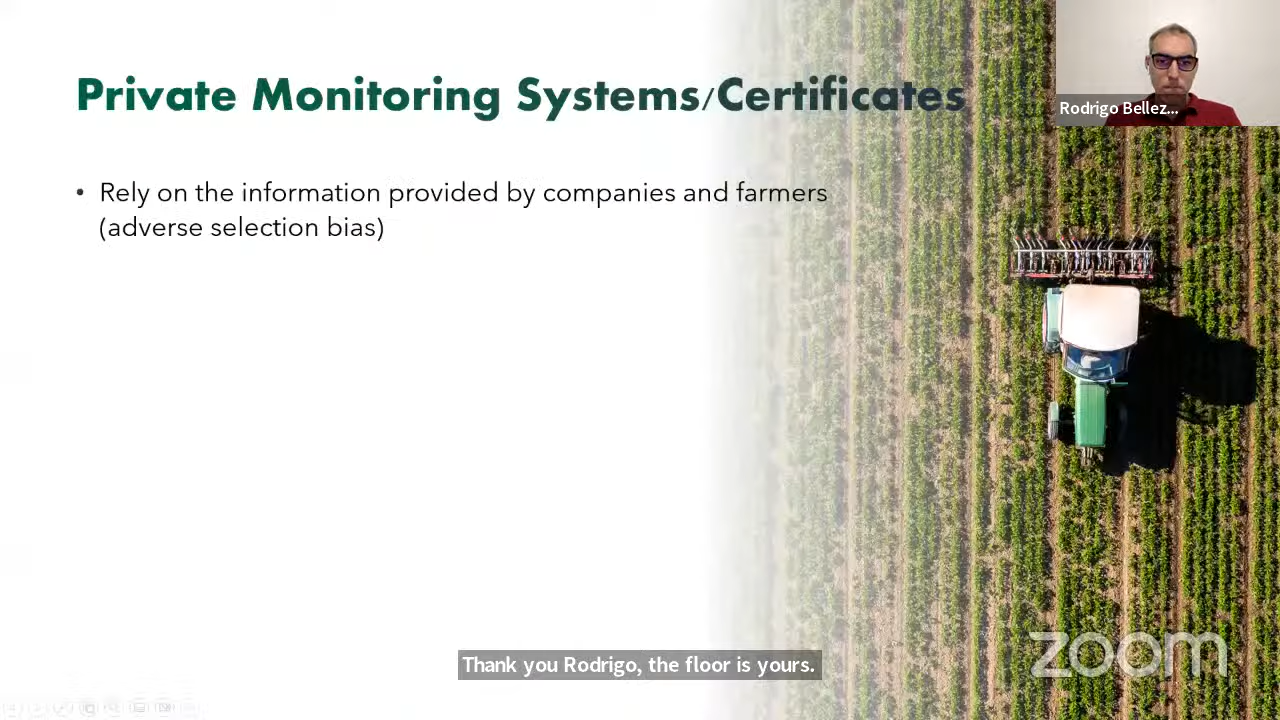 Private Monitoring Systems/Certificates
Rodrigo Bellez...
• Rely on the information provided by companies and farmers
(adverse selection bias)
Thank you Rodrigo, the floor is yours.
zoom